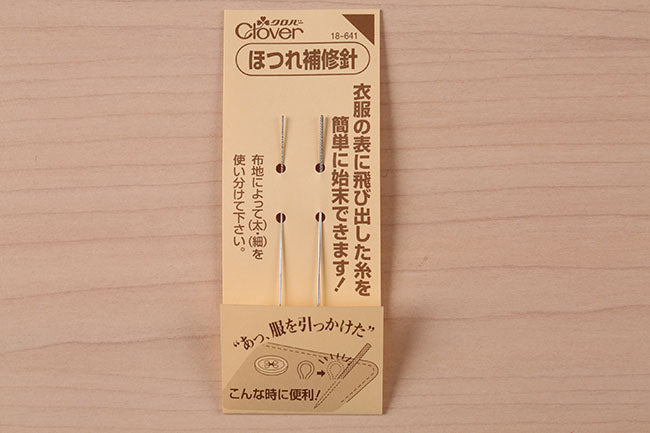 クロバー
Clover
18-641
ほつれ補修針
衣服の表に飛び出した糸を
簡単に始末できます!
布地によって(太・細)を
使い分けて下さい。
“あっ、服を引っかけた”
こんな時に便利!